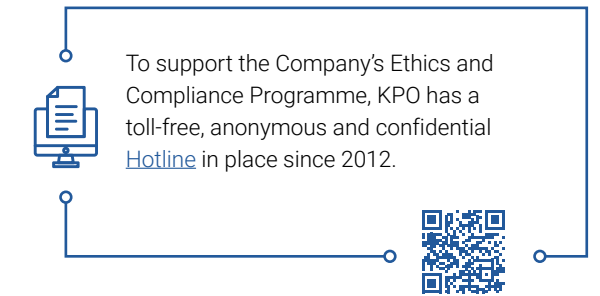 To support the Company's Ethics and
Compliance Programme, KPO has a
toll-free, anonymous and confidential
Hotline in place since 2012.